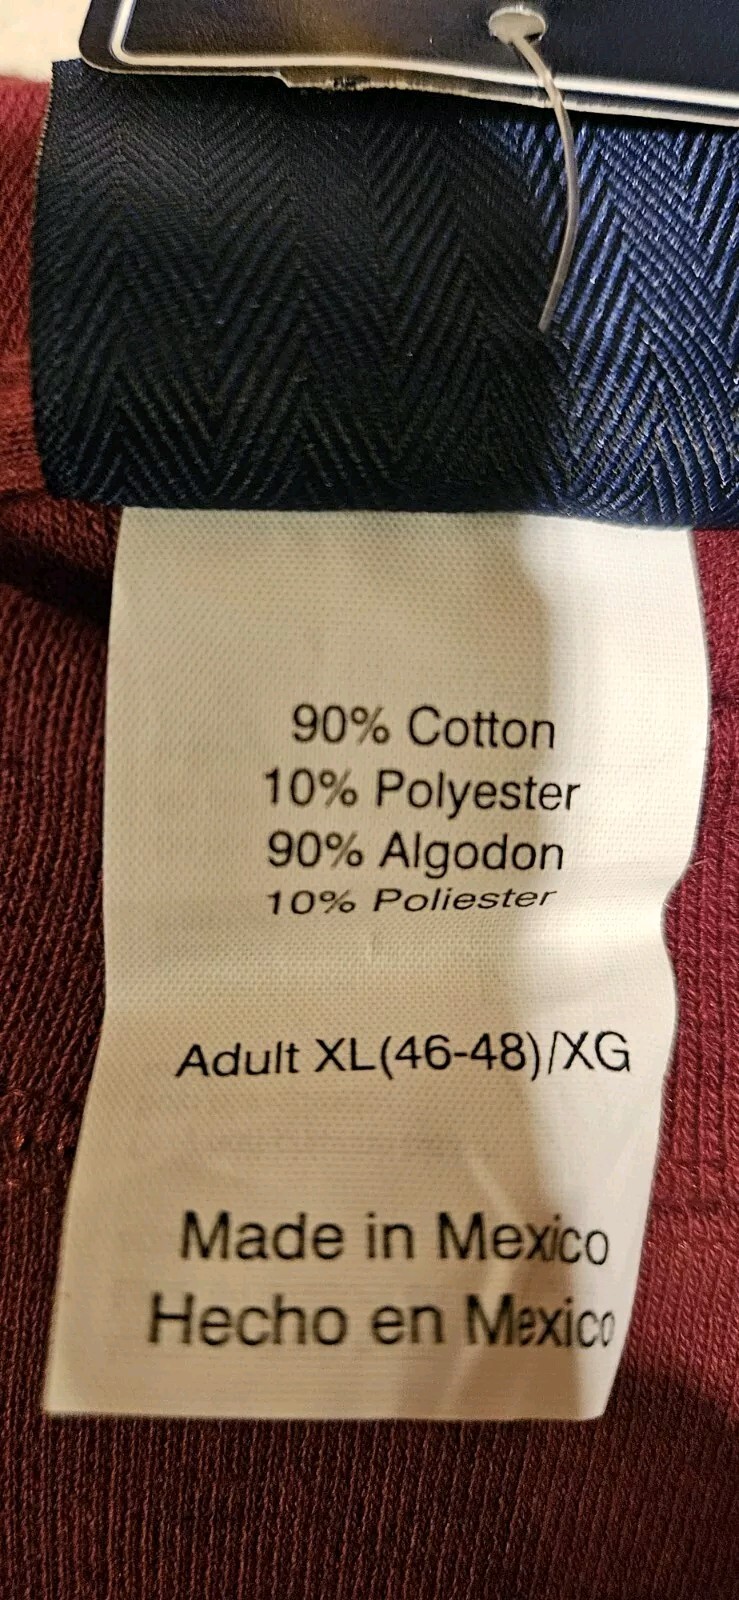 90% Cotton
10% Polyester
90% Algodon
10% Poliester
Adult XL(46-48)/XG
Made in Mexico
Hecho en Mexico